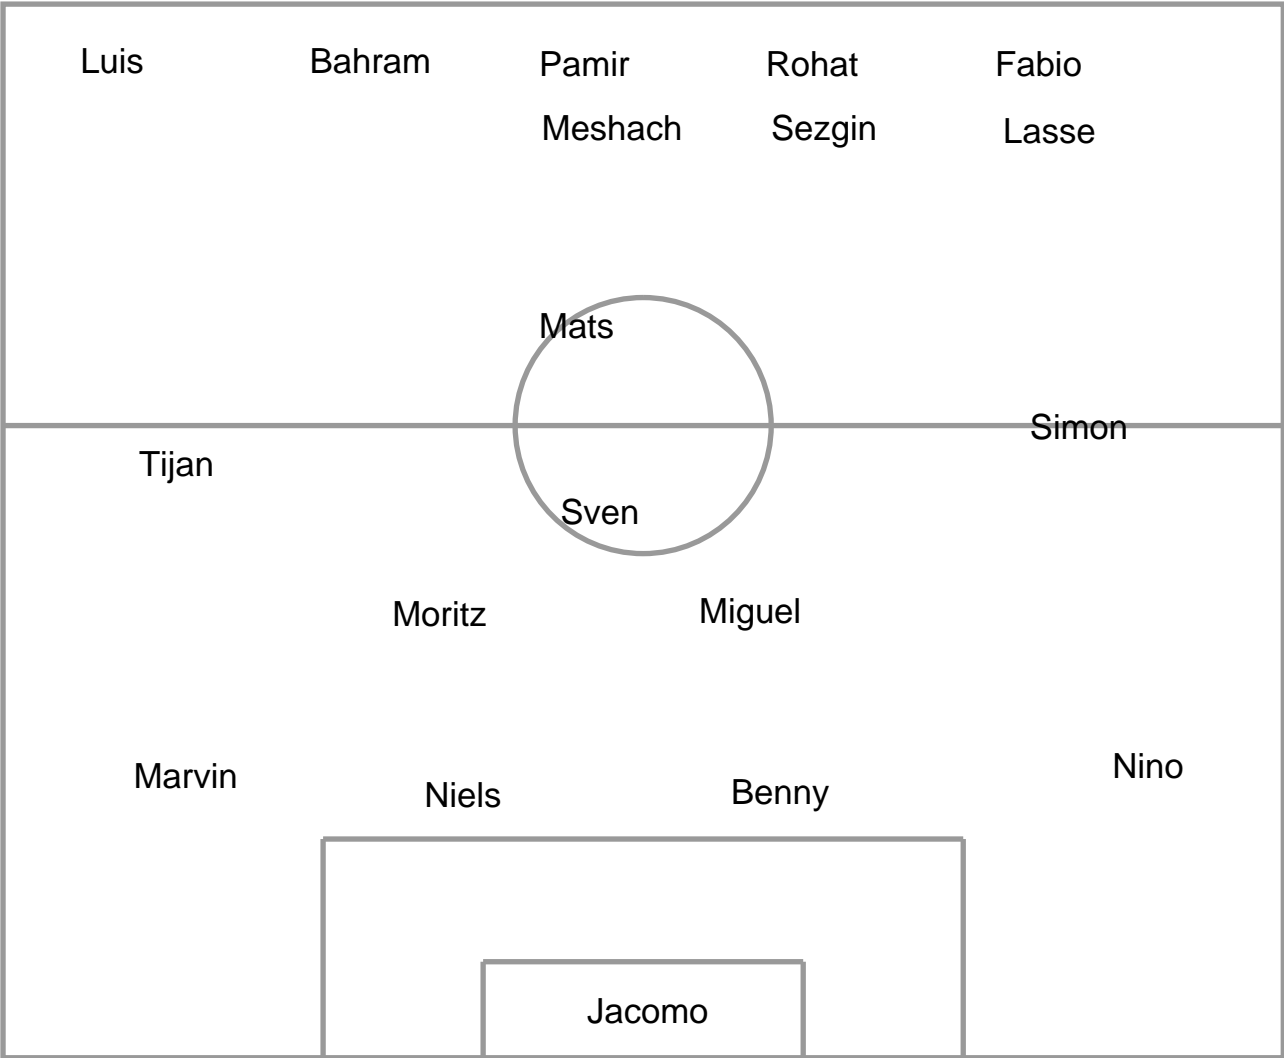 Luis Bahram Pamir Rohat Fabio
Meshach Sezgin Lasse
Mats
Simon
Tijan
Sven
Moritz Miguel
Marvin Niels Benny Nino
Jacomo